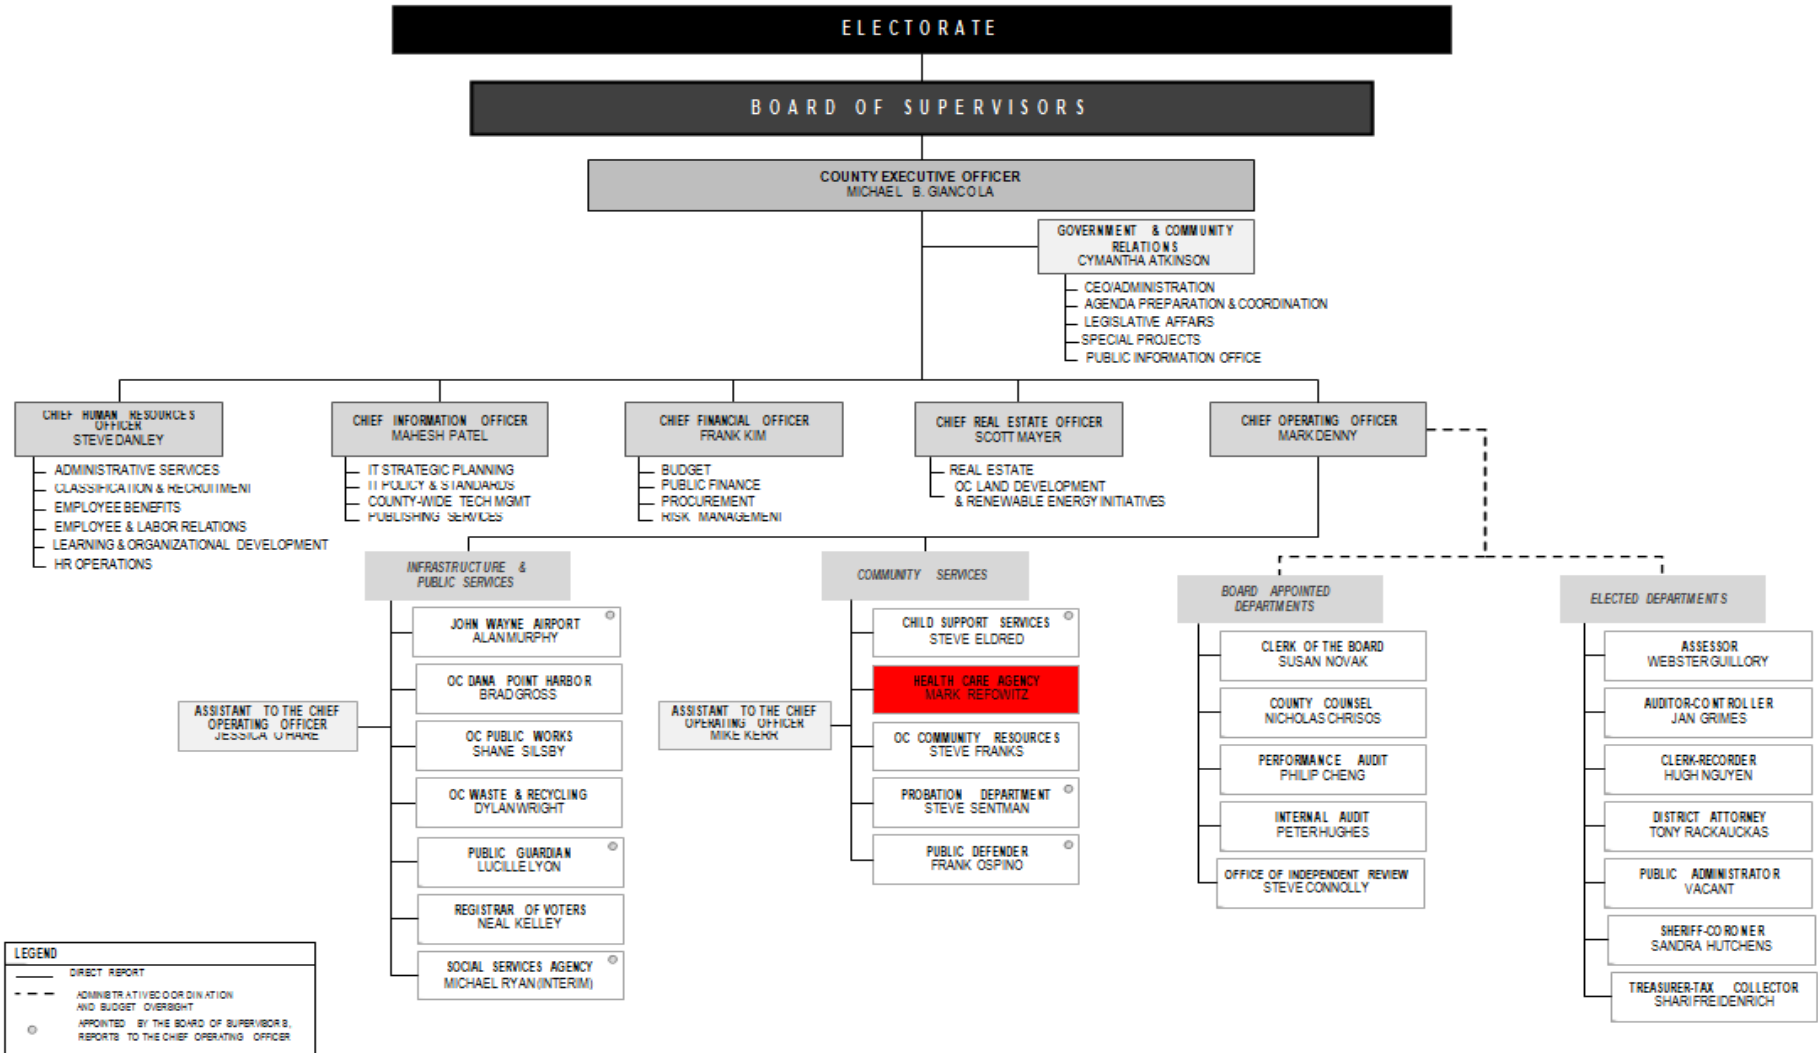 ELECTORATE
BOARD OF SUPERVISORS
COUNTY EXECUTIVE OFFICER
MICHAEL B. GIANCOLA
GOVERNMENT & COMMUNITY
RELATIONS
CYMANTHA ATKINSON
CEO/ADMINISTRATION
AGENDA PREPARATION & COORDINATION
LEGISLATIVE AFFAIRS
SPECIAL PROJECTS
PUBLIC INFORMATION OFFICE
CHIEF HUMAN RESOURCES
OFFICER
STEVE DANLEY
ADMINISTRATIVE SERVICES
CLASSIFICATION & RECRUITMENT
EMPLOYEE BENEFITS
EMPLOYEE & LABOR RELATIONS
LEARNING & ORGANIZATIONAL DEVELOPMENT
HR OPERATIONS
CHIEF INFORMATION OFFICER
MAHESH PATEL
IT STRATEGIC PLANNING
IT POLICY & STANDARDS
COUNTY-WIDE TECH MGMT
PUBLISHING SERVICES
CHIEF FINANCIAL OFFICER
FRANK KIM
BUDGET
PUBLIC FINANCE
PROCUREMENT
RISK MANAGEMENT
CHIEF REAL ESTATE OFFICER
SCOTT MAYER
REAL ESTATE
OC LAND DEVELOPMENT
& RENEWABLE ENERGY INITIATIVES
CHIEF OPERATING OFFICER
MARK DENNY
INFRASTRUCTURE &
PUBLIC SERVICES
JOHN WAYNE AIRPORT
ALAN MURPHY
OC DANA POINT HARBOR
BRAD GROSS
ASSISTANT TO THE CHIEF
OPERATING OFFICER
JESSICA O'HARE
OC PUBLIC WORKS
SHANE SILSBY
OC WASTE & RECYCLING
DYLAN WRIGHT
PUBLIC GUARDIAN
LUCILLE LYON
REGISTRAR OF VOTERS
NEAL KELLEY
SOCIAL SERVICES AGENCY
MICHAEL RYAN (INTERIM)
COMMUNITY SERVICES
CHILD SUPPORT SERVICES
STEVE ELDRED
HEALTH CARE AGENCY
MARK REFOWITZ
ASSISTANT TO THE CHIEF
OPERATING OFFICER
MIKE KERR
OC COMMUNITY RESOURCES
STEVE FRANKS
PROBATION DEPARTMENT
STEVE SENTMAN
PUBLIC DEFENDER
FRANK OSPINO
BOARD APPOINTED
DEPARTMENTS
CLERK OF THE BOARD
SUSAN NOVAK
COUNTY COUNSEL
NICHOLAS CHRISOS
PERFORMANCE AUDIT
PHILIP CHENG
INTERNAL AUDIT
PETER HUGHES
OFFICE OF INDEPENDENT REVIEW
STEVE CONNOLLY
ELECTED DEPARTMENTS
ASSESSOR
WEBSTER GUILLORY
AUDITOR-CONTROLLER
JAN GRIMES
CLERK-RECORDER
HUGH NGUYEN
DISTRICT ATTORNEY
TONY RACKAUCKAS
PUBLIC ADMINISTRATOR
VACANT
SHERIFF-CORONER
SANDRA HUTCHENS
TREASURER-TAX COLLECTOR
SHARI FREIDENRICH
LEGEND
DIRECT REPORT
ADMINISTRATIVE COORDINATION
AND BUDGET OVERSIGHT
APPOINTED BY THE BOARD OF SUPERVISORS,
REPORTS TO THE CHIEF OPERATING OFFICER